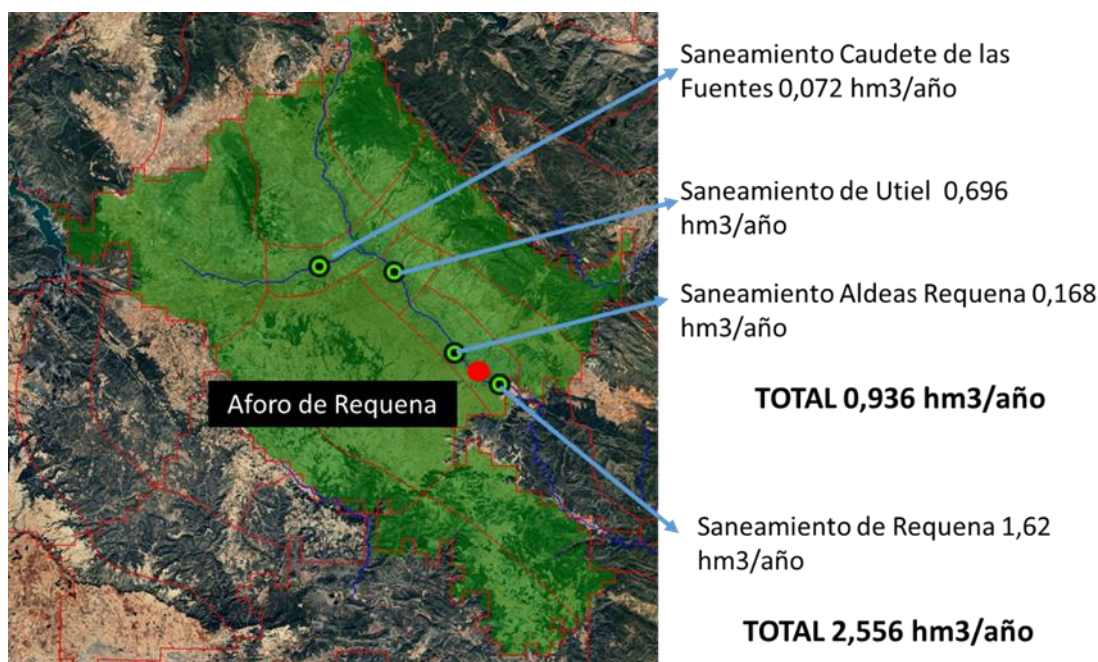 Saneamiento Caudete de las
Fuentes 0,072 hm3/año
Saneamiento de Utiel 0,696
hm3/año
Saneamiento Aldeas Requena 0,168
hm3/año
Aforo de Requena
TOTAL 0,936 hm3/año
Saneamiento de Requena 1,62
hm3/año
TOTAL 2,556 hm3/año